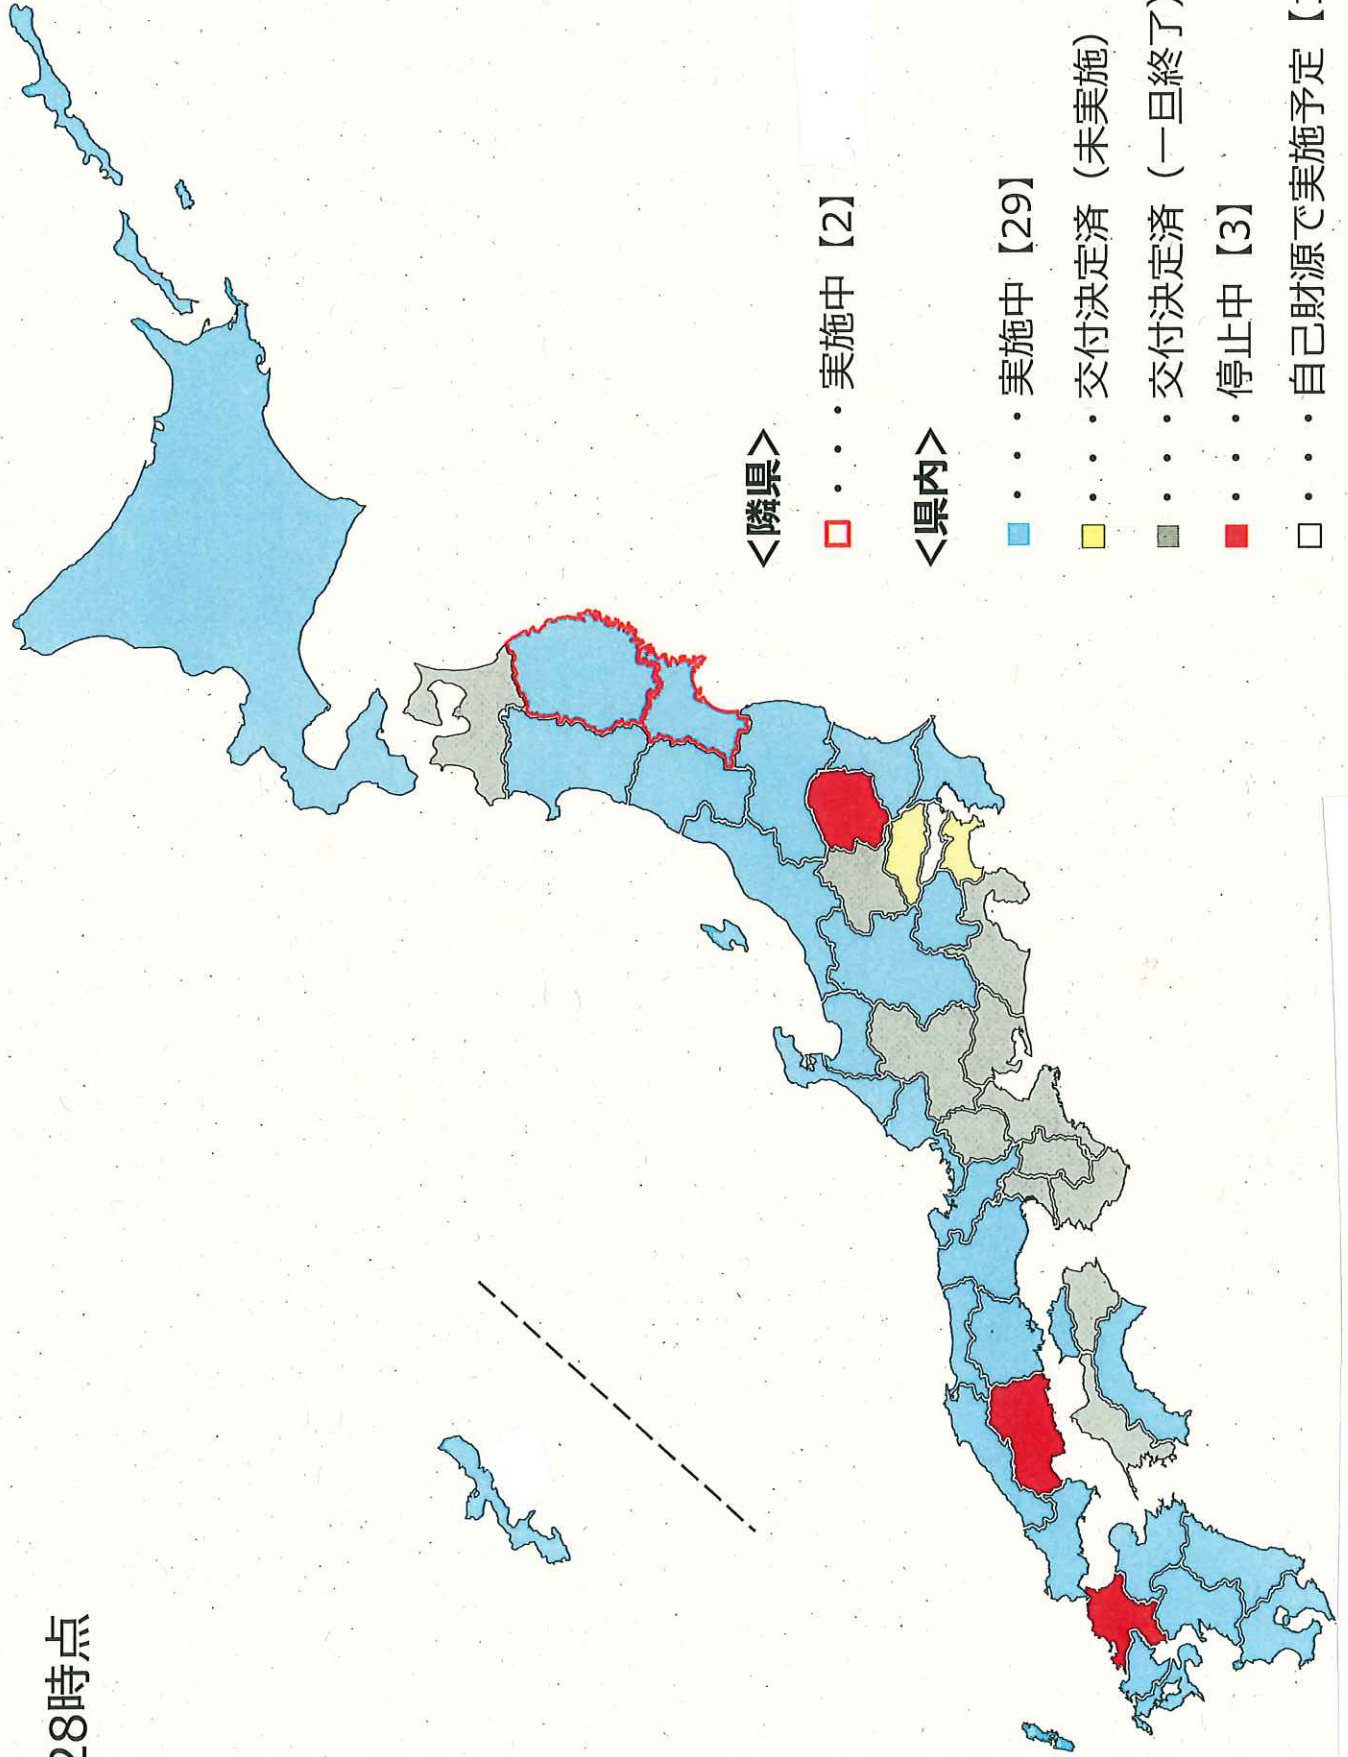 28時点
<隣県>
・・・実施中【2】
<県内>
・・・実施中【29】
・・・交付決定済（未実施）
・・・交付決定済（一旦終了）
・・・停止中【3】
・・・自己財源で実施予定【